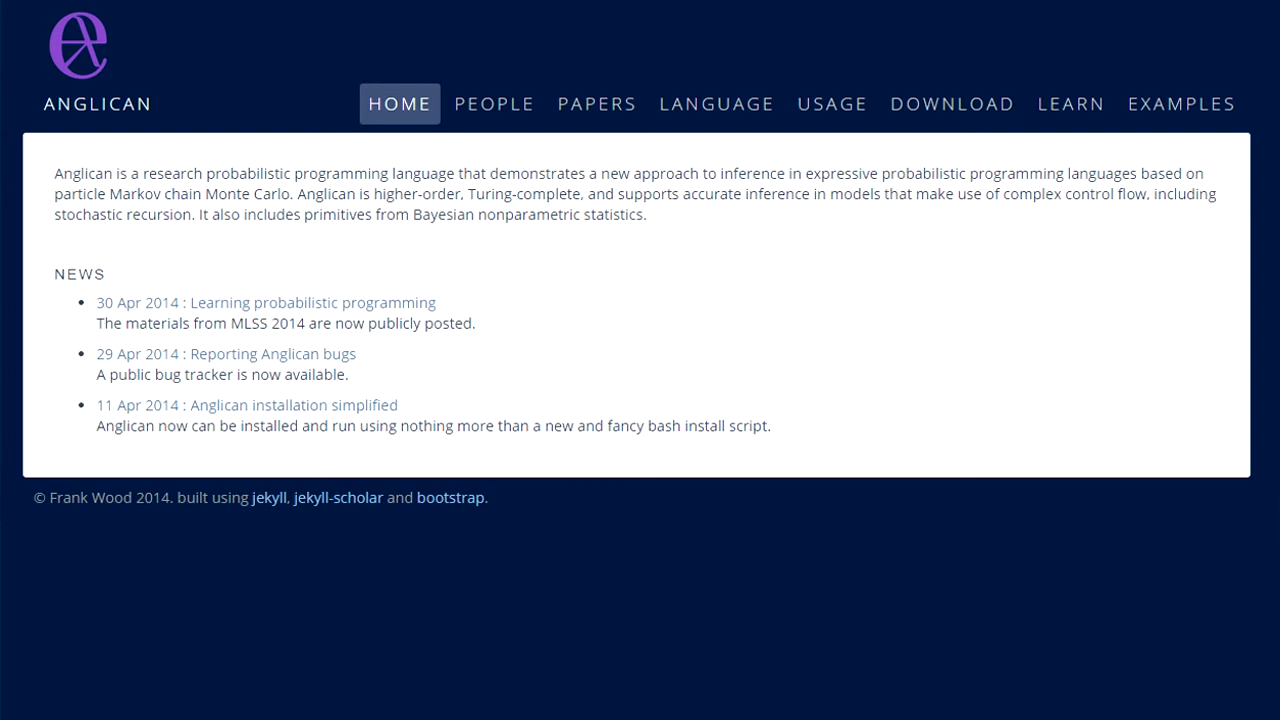 ANGLICAN
HOME PEOPLE PAPERS LANGUAGE USAGE DOWNLOAD LEARN EXAMPLES
Anglican is a research probabilistic programming language that demonstrates a new approach to inference in expressive probabilistic programming languages based on
particle Markov chain Monte Carlo. Anglican is higher-order, Turing-complete, and supports accurate inference in models that make use of complex control flow, including
stochastic recursion. It also includes primitives from Bayesian nonparametric statistics.
NEWS
30 Apr 2014 : Learning probabilistic programming
The materials from MLSS 2014 are now publicly posted.
29 Apr 2014 : Reporting Anglican bugs
A public bug tracker is now available.
11 Apr 2014 : Anglican installation simplified
Anglican now can be installed and run using nothing more than a new and fancy bash install script.
© Frank Wood 2014. built using jekyll, jekyll-scholar and bootstrap.